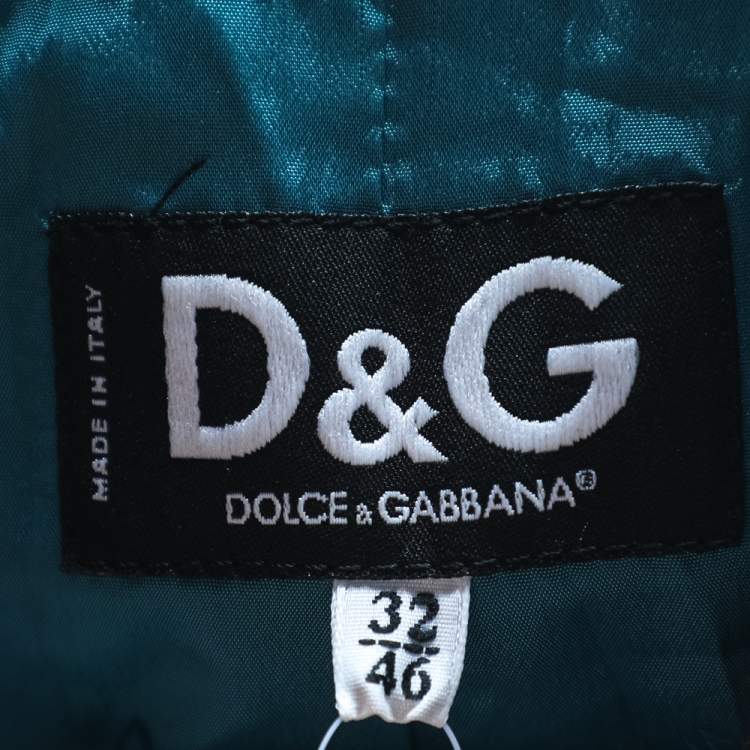 MADE IN ITALY
D&G
DOLCE & GABBANA®
32
46